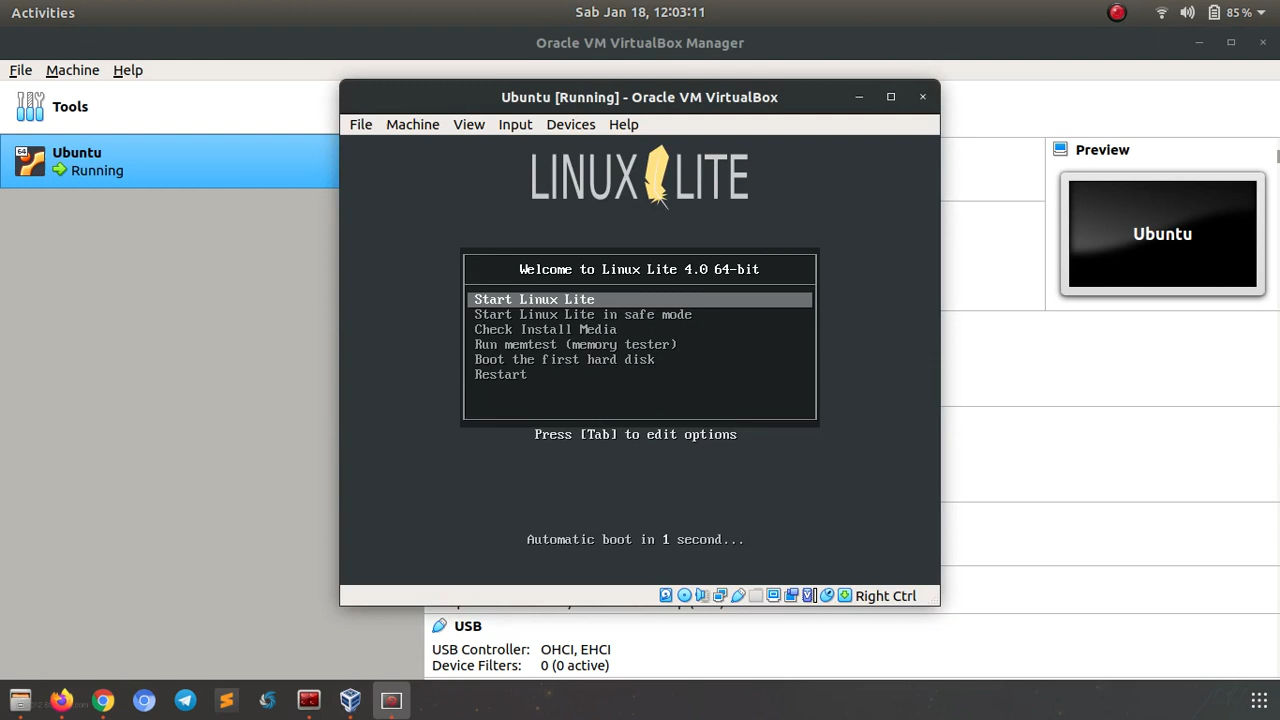 Activities
Sab Jan 18, 12:03:11
85 %
Oracle VM VirtualBox Manager
File Machine Help
Tools
Ubuntu [Running] - Oracle VM VirtualBox
File Machine View Input Devices Help
64
Ubuntu
Running
Preview
Ubuntu
LINUX LITE
Welcome to Linux Lite 4.0 64-bit
Start Linux Lite
Start Linux Lite in safe mode
Check Install Media
Run memtest (memory tester)
Boot the first hard disk
Restart
Press [Tab] to edit options
Automatic boot in 1 second...
Right Ctrl
USB
USB Controller: OHCI, EHCI
Device Filters: 0 (0 active)